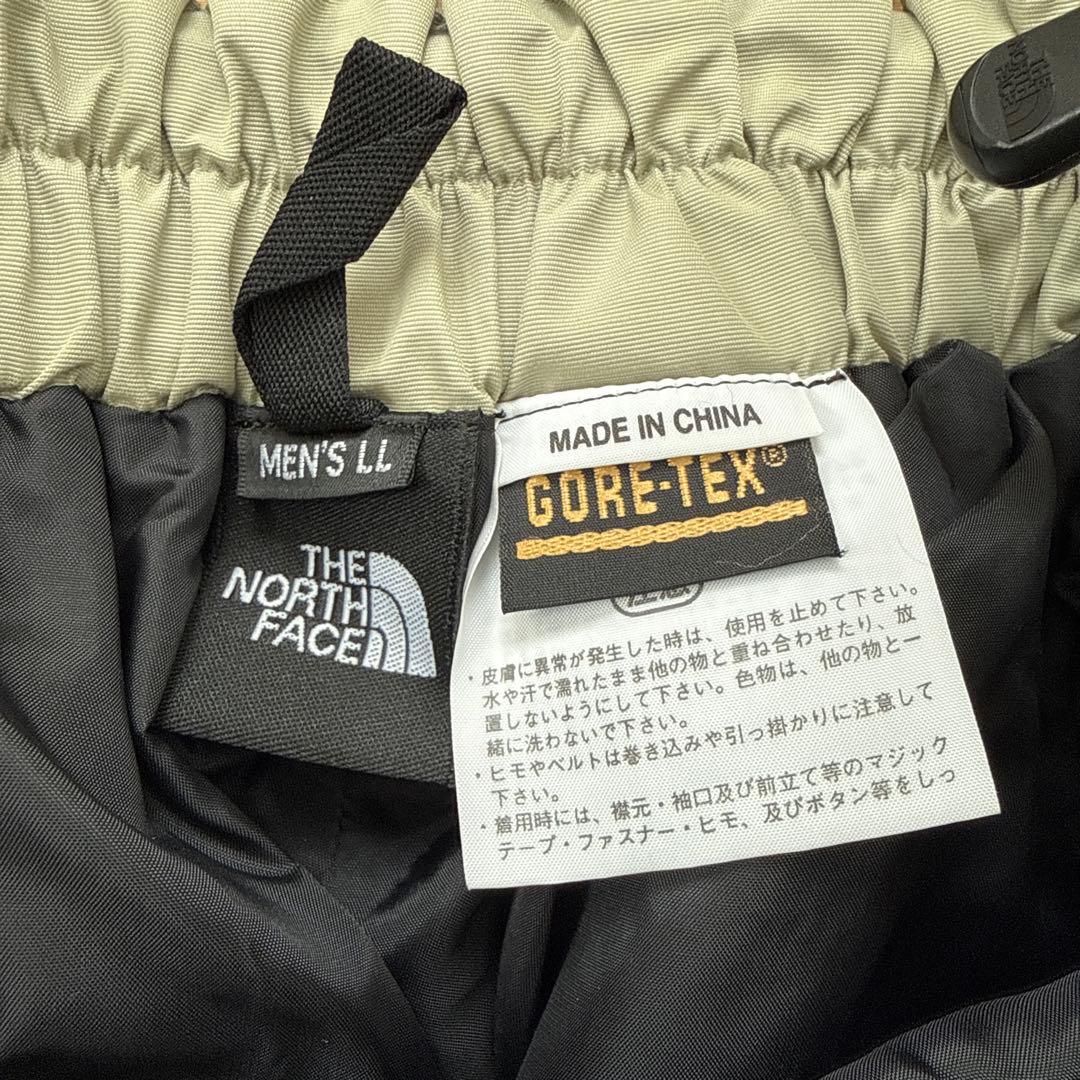 THE
NORTH
FACE
MEN'S LL
THE
NORTH
FACE
MADE IN CHINA
GORE-TEX®
・皮膚に異常が発生した時は、使用を止めて下さい。
水や汗で濡れたまま他の物と重ね合わせたり、放
置しないようにして下さい。色物は、他の物と一
緒に洗わないで下さい。
・ヒモやベルトは巻き込みや引っ掛かりに注意して
下さい。
・着用時には、襟元・袖口及び前立て等のマジック
テープ・ファスナー・ヒモ、及びボタン等をしっ